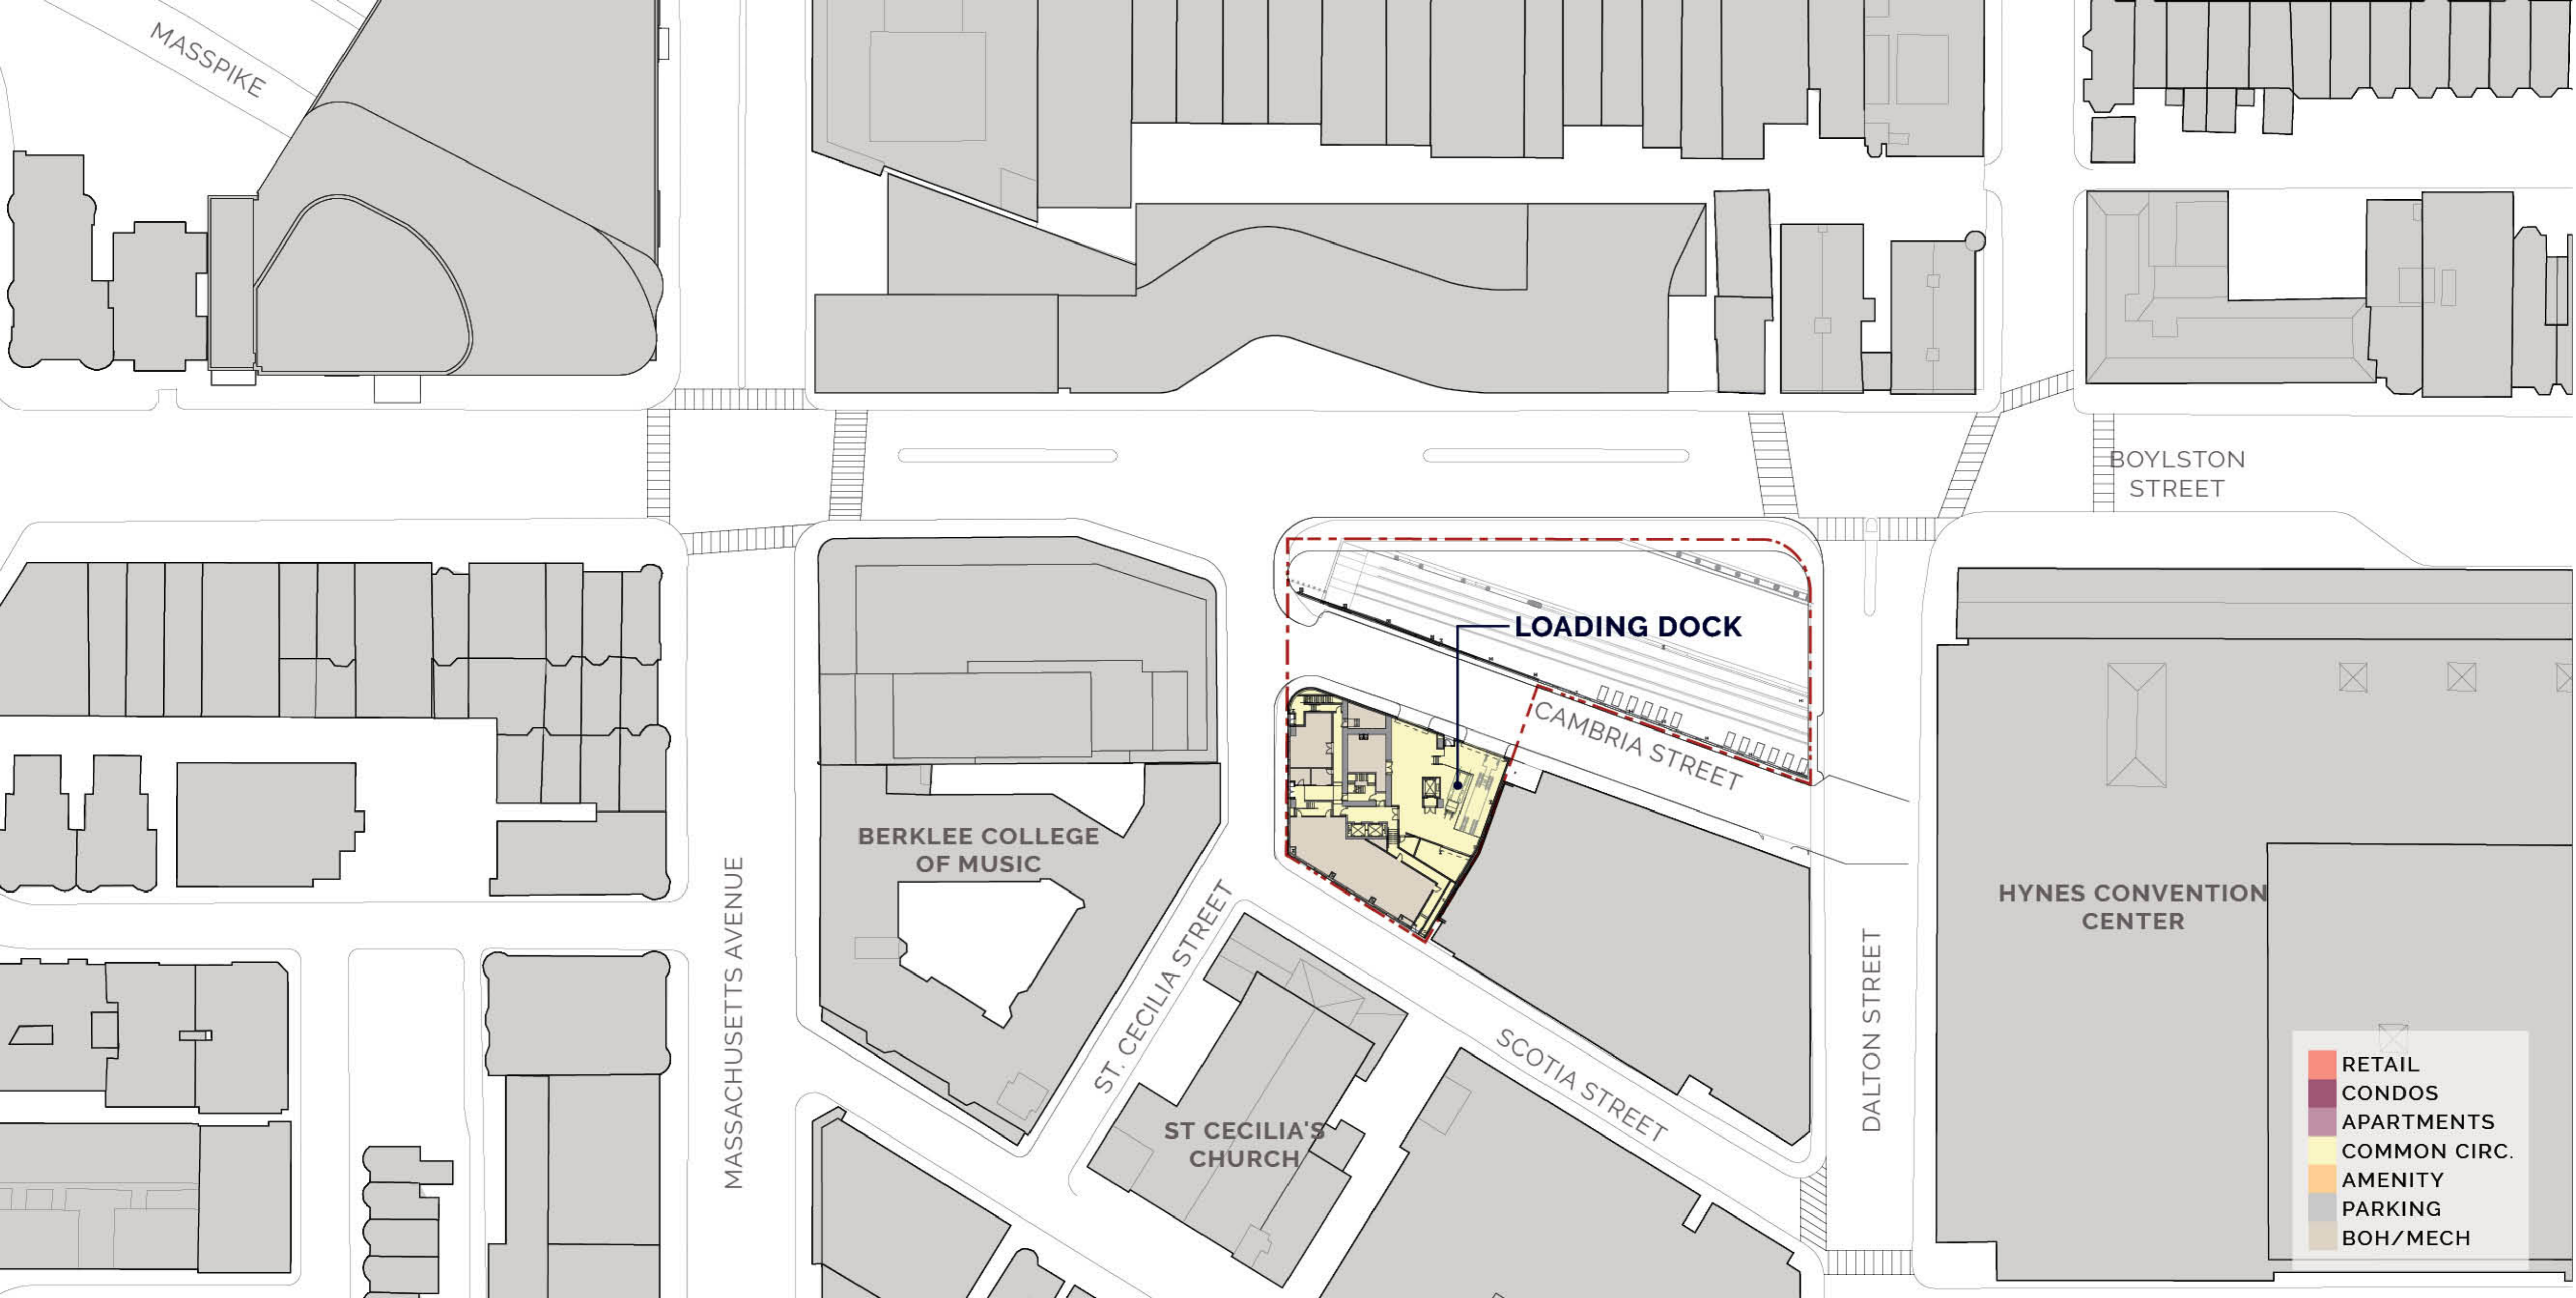 MASSPIKE
BOYLSTON
STREET
LOADING DOCK
CAMBRIA STREET
BERKLEE COLLEGE
OF MUSIC
MASSACHUSETTS AVENUE
ST. CECILIA STREET
HYNES CONVENTION
CENTER
DALTON STREET
SCOTIA STREET
ST CECILIA'S
CHURCH
RETAIL
CONDOS
APARTMENTS
COMMON CIRC.
AMENITY
PARKING
BOH/MECH